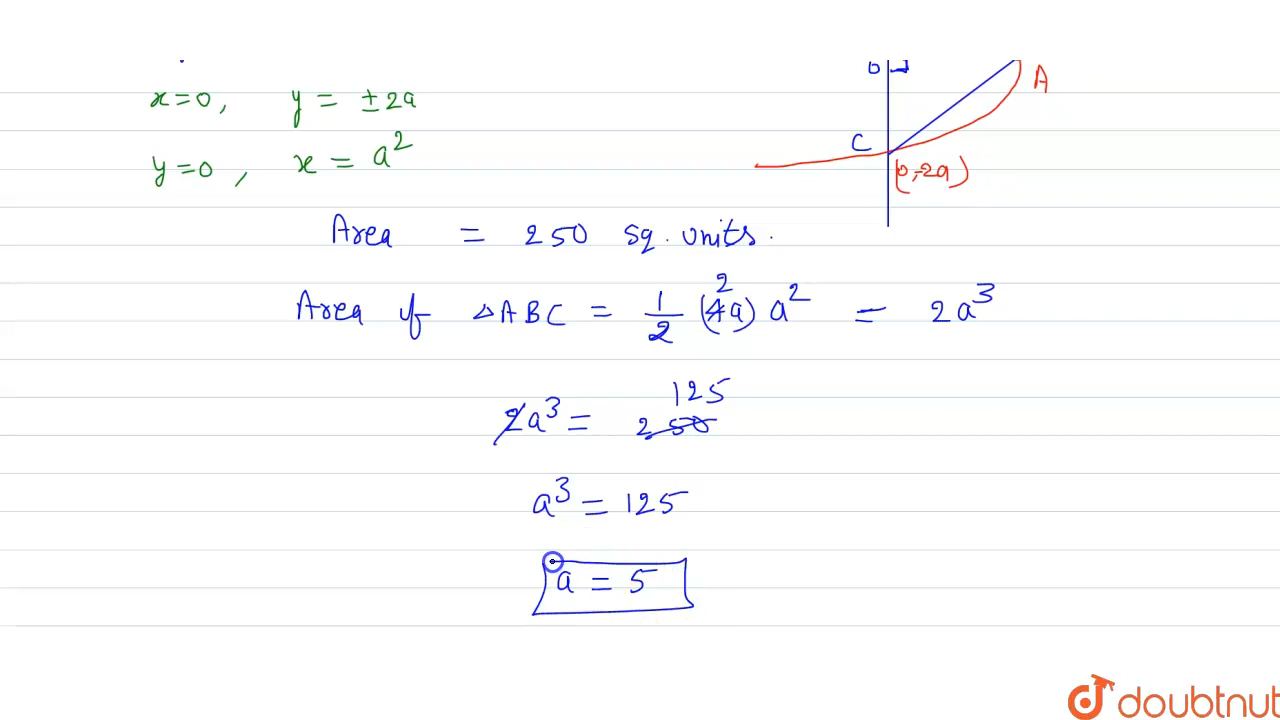 x=0, y = ±2a
y=0, x = a²
O
A
C
(0,-2a)
Area = 250 sq. units.
Area of △ABC = 1/2 (4a) a² = 2a³
2
2a³ = 250
125
a³ = 125
a = 5
doubtnut